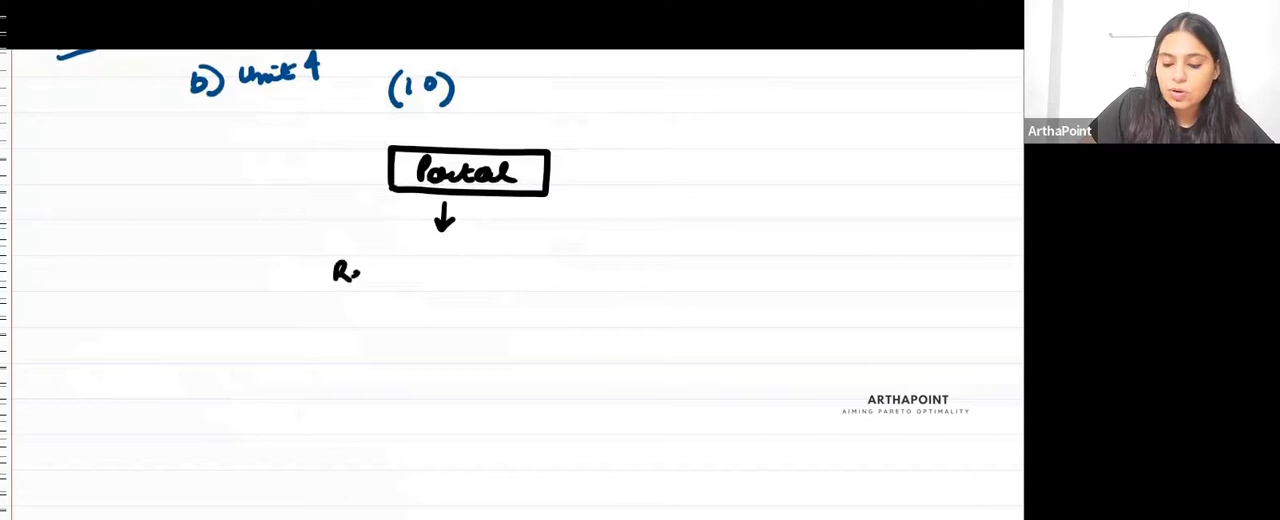 b) Unit 4 (10)
Portal
↓
R.
ArthaPoint
ARTHAPOINT
AIMING PARETO OPTIMALITY